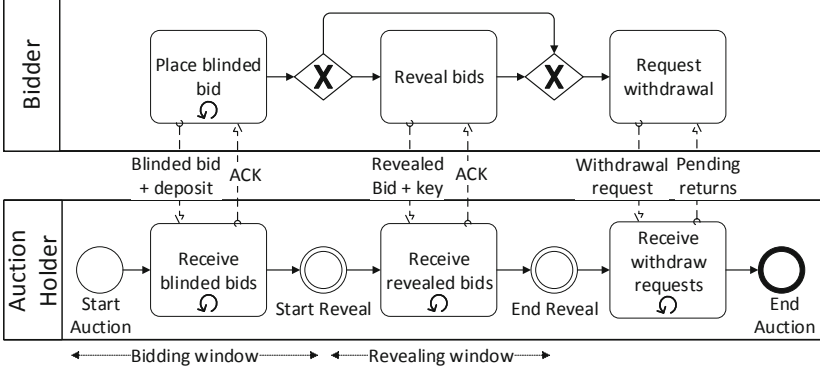 Bidder
Place blinded
bid
X
Reveal bids
X
Request
withdrawal
Blinded bid
+ deposit
ACK
Revealed
Bid + key
ACK
Withdrawal
request
Pending
returns
Auction
Holder
Start
Auction
Receive
blinded bids
Start Reveal
Receive
revealed bids
End Reveal
Receive
withdraw
requests
End
Auction
Bidding window
Revealing window